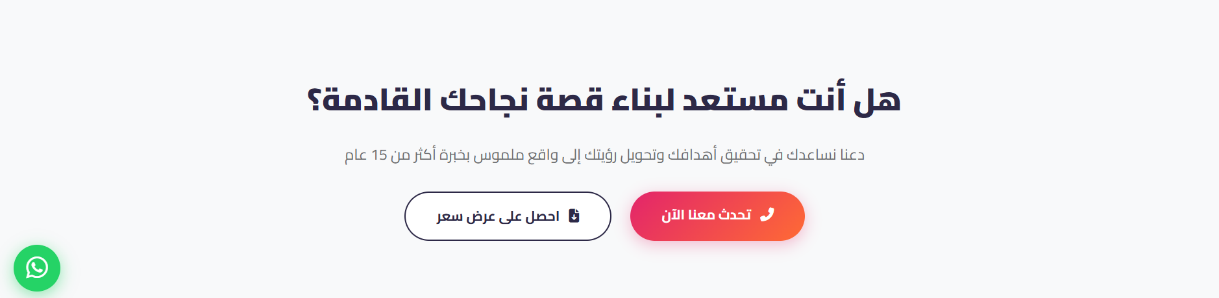 هل أنت مستعد لبناء قصة نجاحك القادمة؟
دعنا نساعدك في تحقيق أهدافك وتحويل رؤيتك إلى واقع ملموس بخبرة أكثر من 15 عام
تحدث معنا الآن
احصل على عرض سعر